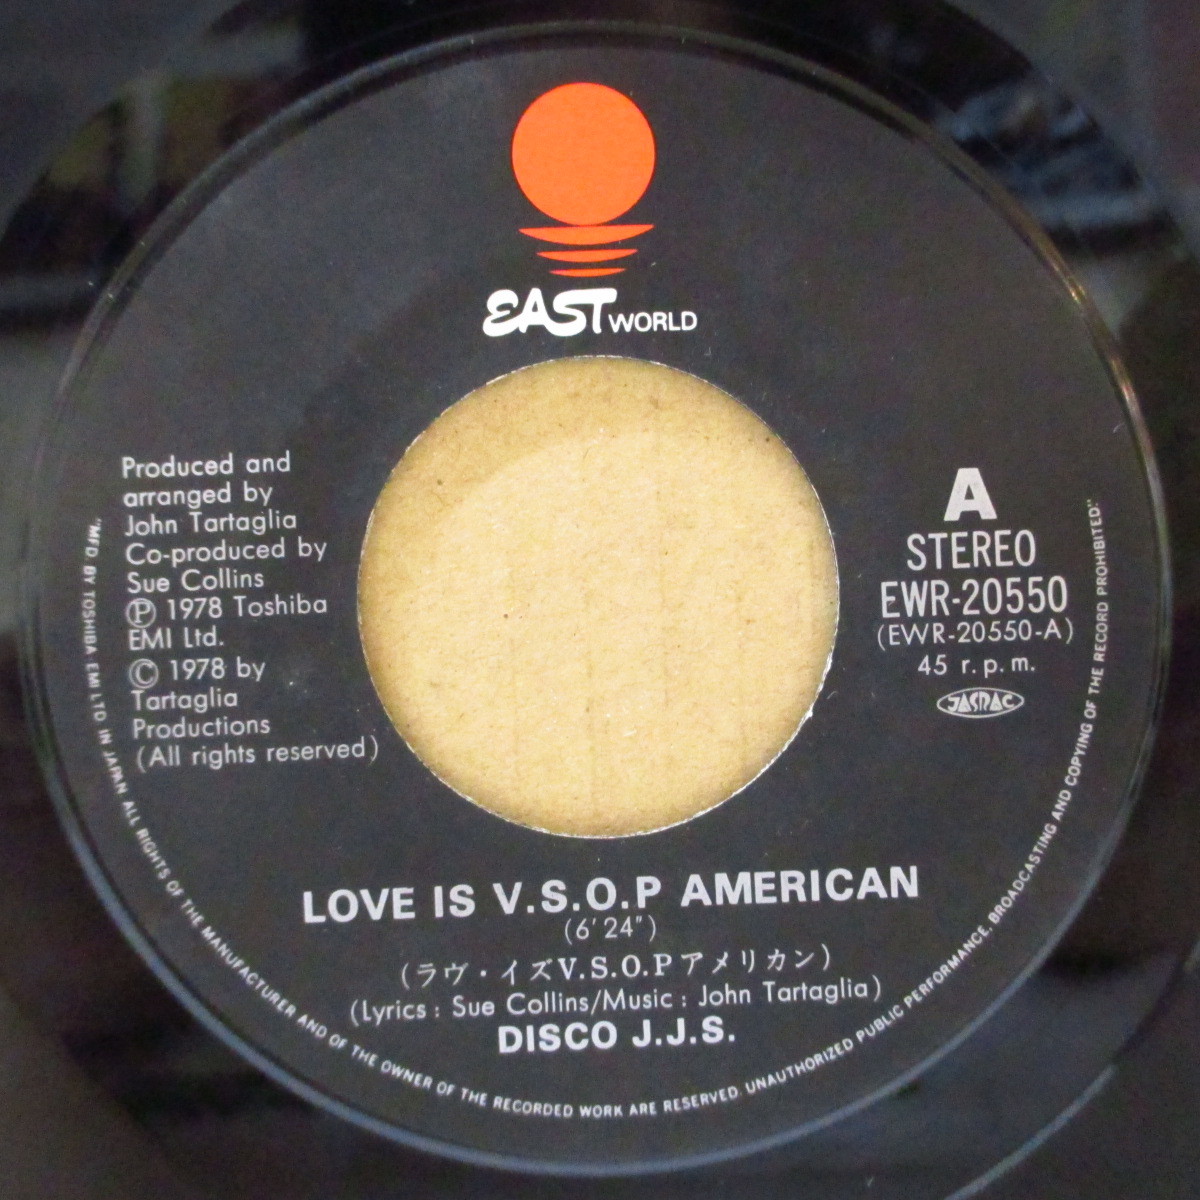 EAST WORLD
Produced and
arranged by
John Tartaglia
Co-produced by
Sue Collins
Ⓟ 1978 Toshiba
EMI Ltd.
© 1978 by
Tartaglia
Productions
(All rights reserved)
A
STEREO
EWR-20550
(EWR-20550-A)
45 r.p.m.
JASRAC
LOVE IS V.S.O.P AMERICAN
(6'24")
(ラヴ・イズV.S.O.Pアメリカン)
(Lyrics : Sue Collins/Music : John Tartaglia)
DISCO J.J.S.
"MFD. BY TOSHIBA EMI LTD. IN JAPAN ALL RIGHTS OF THE MANUFACTURER AND OF THE OWNER OF THE RECORDED WORK ARE RESERVED. UNAUTHORIZED PUBLIC PERFORMANCE, BROADCASTING AND COPYING OF THE RECORD PROHIBITED."